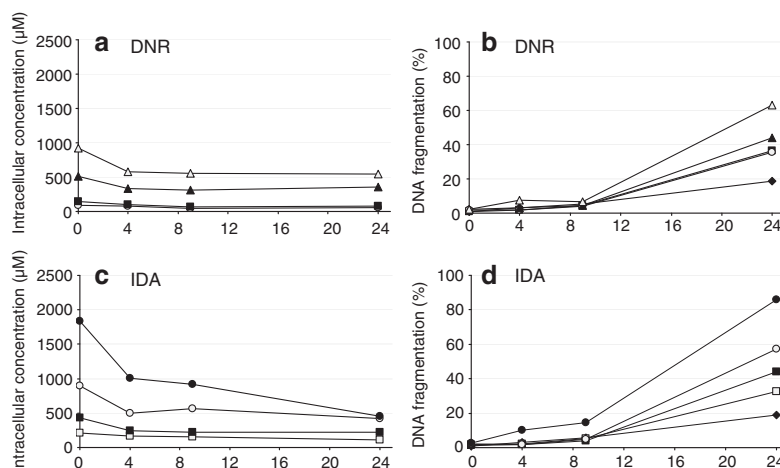 a DNR
Intracellular concentration (µM)
2500
2000
1500
1000
500
0
0 4 8 12 16 20 24
b DNR
DNA fragmentation (%)
100
80
60
40
20
0
0 4 8 12 16 20 24
c IDA
ntracellular concentration (µM)
2500
2000
1500
1000
500
0
0 4 8 12 16 20 24
d IDA
DNA fragmentation (%)
100
80
60
40
20
0
0 4 8 12 16 20 24